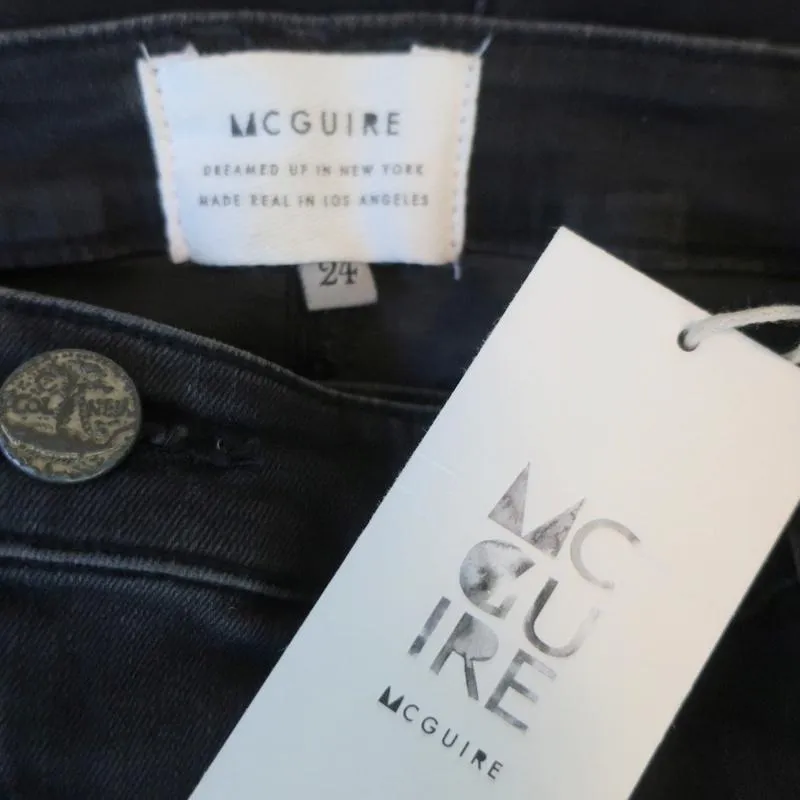 MCGUIRE
DREAMED UP IN NEW YORK
MADE REAL IN LOS ANGELES
24
MC
GU
IRE
MCGUIRE